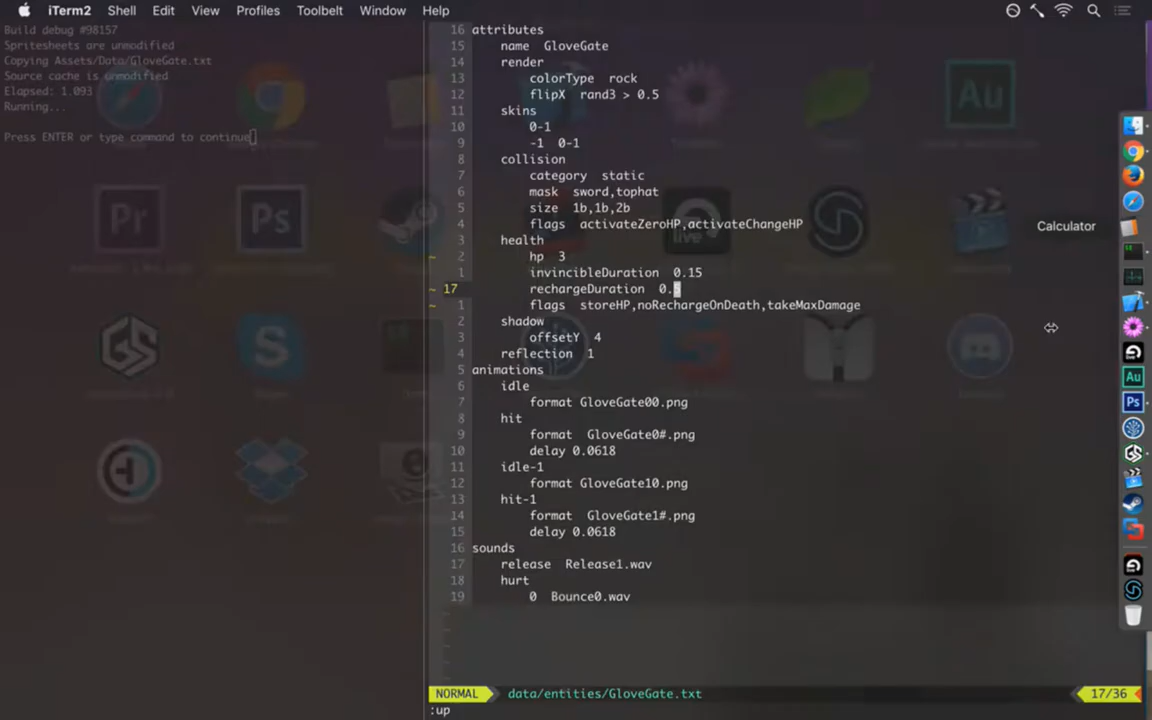 iTerm2 Shell Edit View Profiles Toolbelt Window Help
Build debug #98157
Spritesheets are unmodified
Copying Assets/Data/GloveGate.txt
Source cache is unmodified
Elapsed: 1.093
Running...
Press ENTER or type command to continue
16 attributes
15 name GloveGate
14 render
13 colorType rock
12 flipX rand3 > 0.5
11 skins
10 0-1
9 -1 0-1
8 collision
7 category static
6 mask sword,tophat
5 size 1b,1b,2b
4 flags activateZeroHP,activateChangeHP
3 health
~ 2 hp 3
1 invincibleDuration 0.15
~ 17 rechargeDuration 0.5
~ 1 flags storeHP,noRechargeOnDeath,takeMaxDamage
2 shadow
3 offsetY 4
4 reflection 1
5 animations
6 idle
7 format GloveGate00.png
8 hit
9 format GloveGate0#.png
10 delay 0.0618
11 idle-1
12 format GloveGate10.png
13 hit-1
14 format GloveGate1#.png
15 delay 0.0618
16 sounds
17 release Release1.wav
18 hurt
19 0 Bounce0.wav
NORMAL data/entities/GloveGate.txt 17/36
:up
Calculator
Au
Pr
Ps
live
Au
Ps